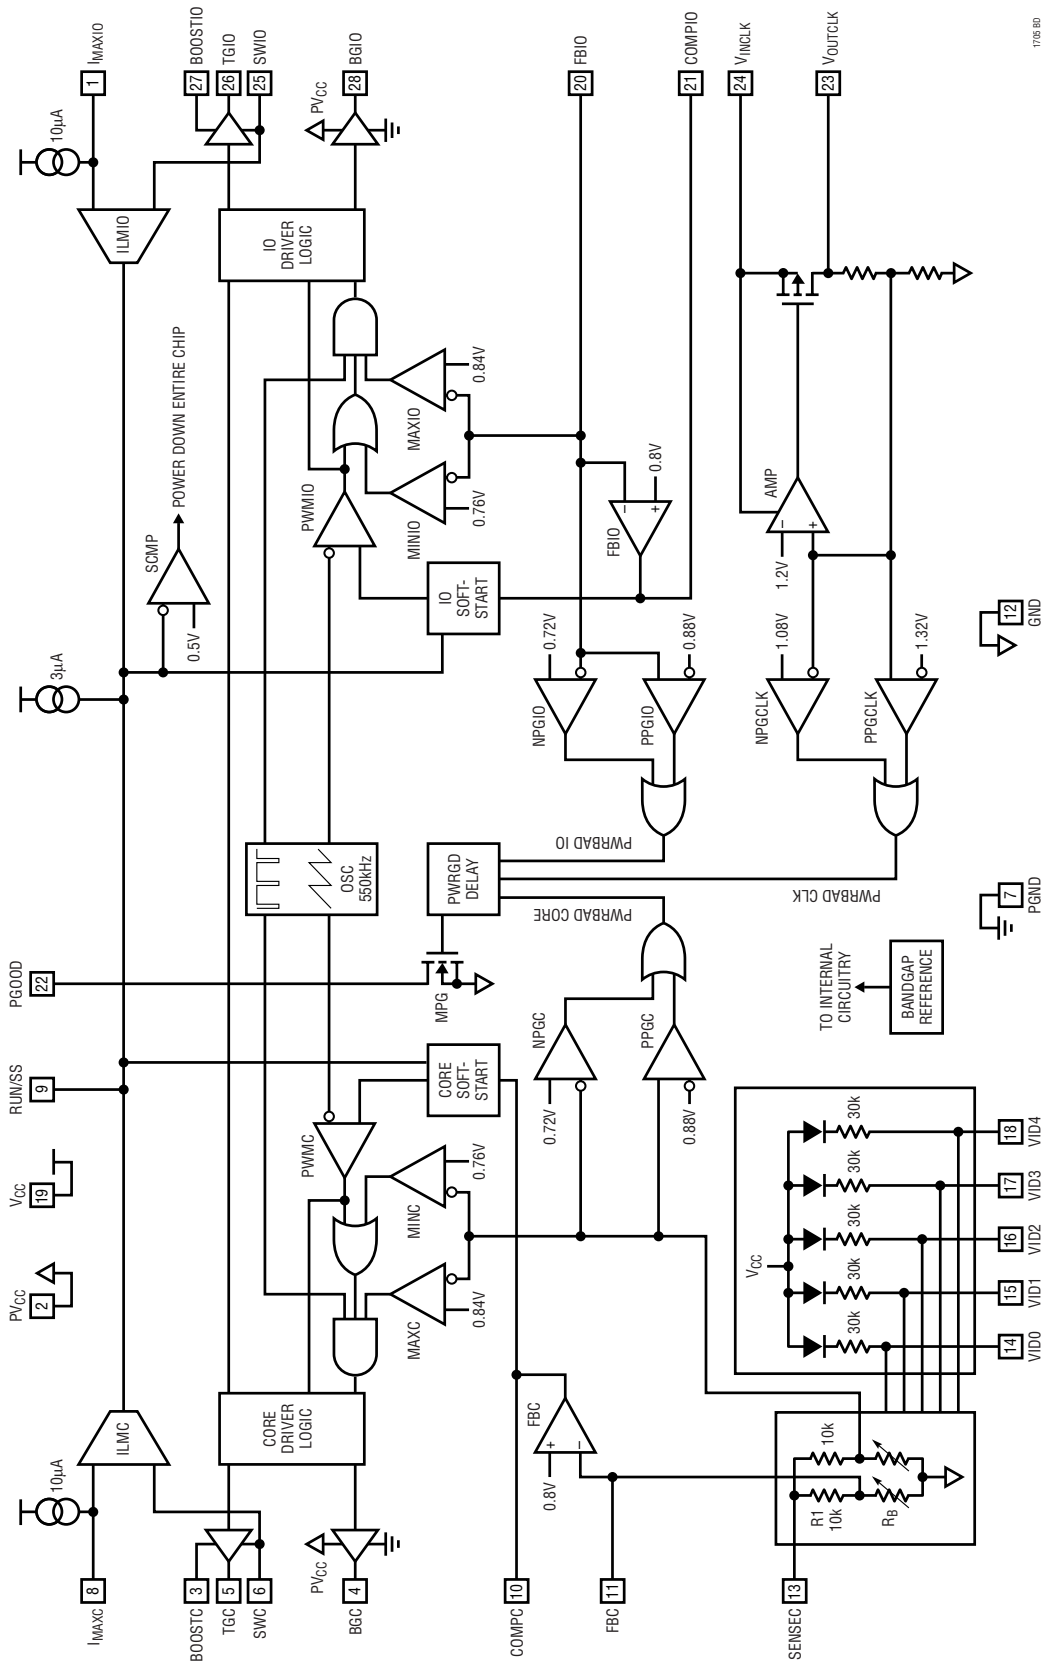 I_MAXC
8
10µA
ILMC
BOOSTC
3
TGC
5
SWC
6
PVCC
BGC
4
CORE
DRIVER
LOGIC
PVCC
2
VCC
19
RUN/SS
9
PGOOD
22
3µA
SCMP
0.5V
POWER DOWN ENTIRE CHIP
ILMIO
10µA
1
IMAXIO
27
BOOSTIO
26
TGIO
25
SWIO
IO
DRIVER
LOGIC
PVCC
28
BGIO
PWMC
MAXC
0.84V
MINC
0.76V
CORE
SOFT-
START
OSC
550kHz
MPG
PWRGD
DELAY
PWMIO
MINIO
0.76V
MAXIO
0.84V
IO
SOFT-
START
COMPC
10
FBC
11
FBC
+
–
0.8V
NPGC
0.72V
PPGC
0.88V
PWRBAD CORE
PWRBAD IO
PWRBAD CLK
NPGIO
0.72V
PPGIO
0.88V
FBIO
–
+
0.8V
20
FBIO
21
COMPIO
SENSEC
13
R1
10k
10k
RB
VCC
30k
30k
30k
30k
30k
14
VID0
15
VID1
16
VID2
17
VID3
18
VID4
TO INTERNAL
CIRCUITRY
BANDGAP
REFERENCE
7
PGND
12
GND
NPGCLK
1.08V
PPGCLK
1.32V
AMP
–
+
1.2V
24
VINCLK
23
VOUTCLK
1705 BD